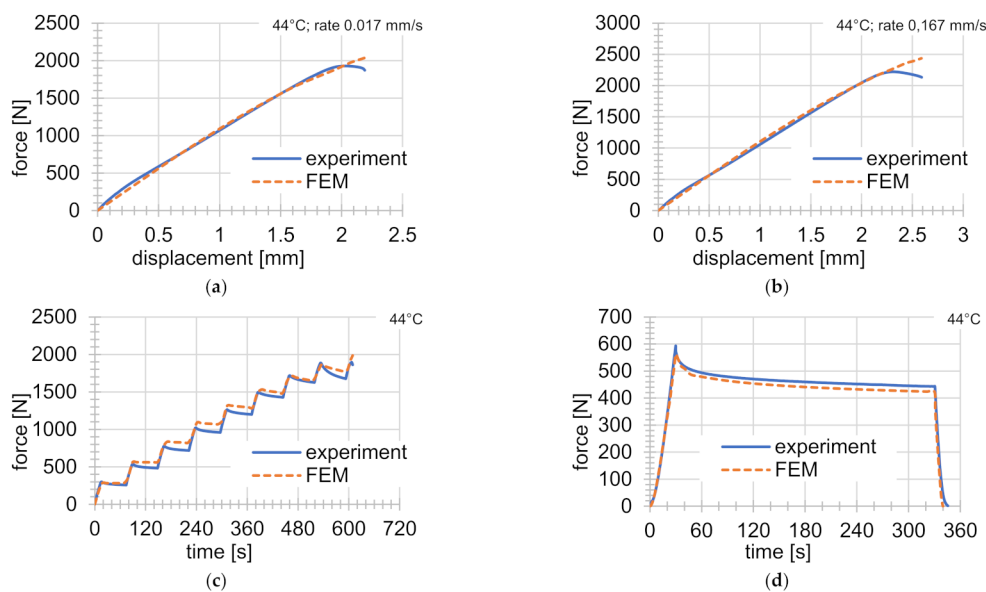 2500
44°C; rate 0.017 mm/s
2000
1500
1000
500
0
force [N]
experiment
FEM
0 0.5 1 1.5 2 2.5
displacement [mm]
(a)
3000
44°C; rate 0,167 mm/s
2500
2000
1500
1000
500
0
force [N]
experiment
FEM
0 0.5 1 1.5 2 2.5 3
displacement [mm]
(b)
2500
44°C
2000
1500
1000
500
0
force [N]
experiment
FEM
0 120 240 360 480 600 720
time [s]
(c)
700
44°C
600
500
400
300
200
100
0
force [N]
experiment
FEM
0 60 120 180 240 300 360
time [s]
(d)